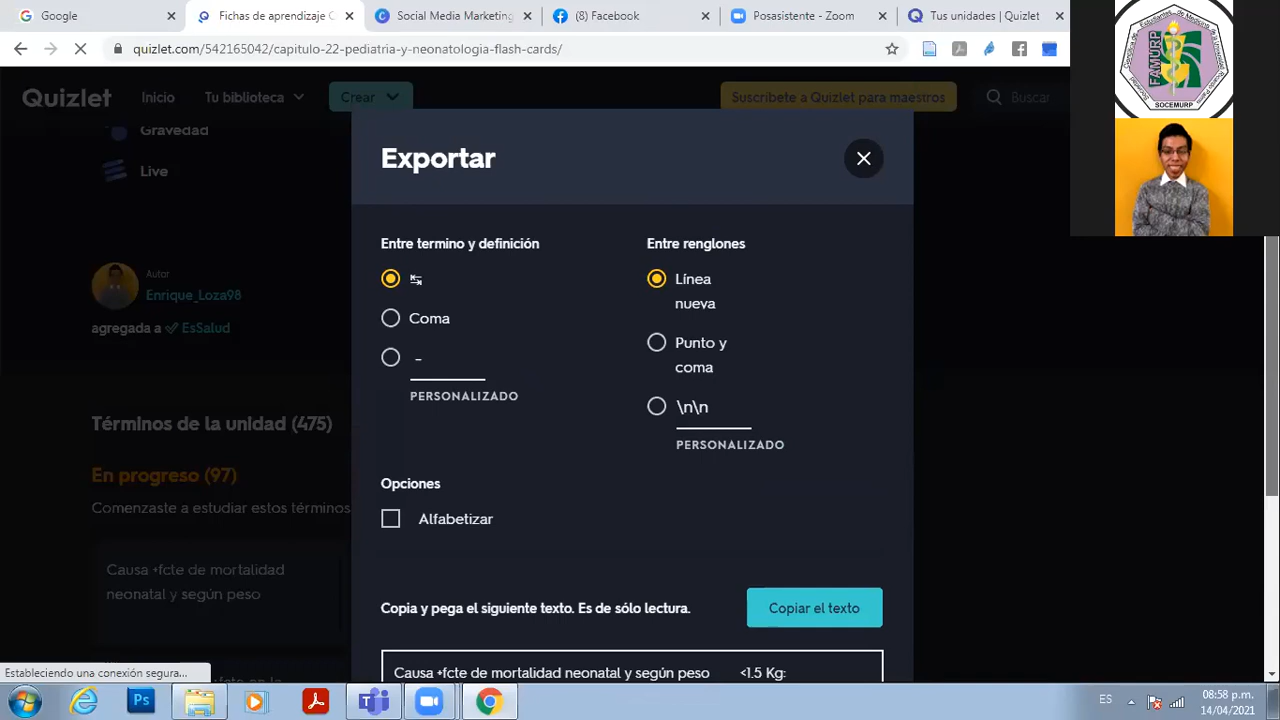 Google
Fichas de aprendizaje C
Social Media Marketing
(8) Facebook
Posasistente - Zoom
Tus unidades | Quizlet
quizlet.com/542165042/capitulo-22-pediatria-y-neonatologia-flash-cards/
Quizlet
Inicio
Tu biblioteca
Crear
Suscríbete a Quizlet para maestros
Buscar
FAMURP
SOCEMURP
Gravedad
Live
Exportar
Entre termino y definición
Entre renglones
Línea
nueva
Coma
Punto y
coma
-
PERSONALIZADO
\n\n
PERSONALIZADO
Autor
Enrique_Loza98
agregada a EsSalud
Términos de la unidad (475)
En progreso (97)
Comenzaste a estudiar estos términos
Opciones
Alfabetizar
Causa +fcte de mortalidad
neonatal y según peso
Copia y pega el siguiente texto. Es de sólo lectura.
Copiar el texto
Causa +fcte de mortalidad neonatal y según peso <1.5 Kg:
Estableciendo una conexión segura...
Ps
ES
08:58 p.m.
14/04/2021